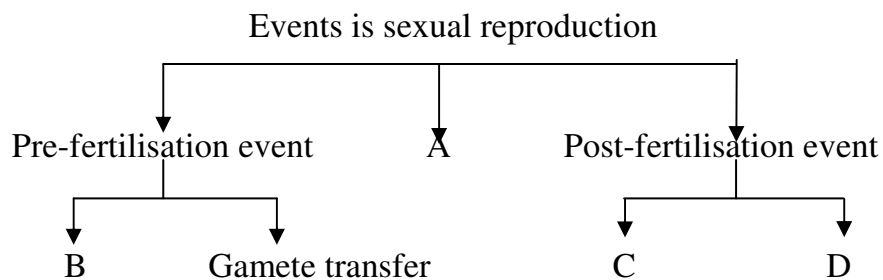 Events is sexual reproduction
Pre-fertilisation event A Post-fertilisation event
B Gamete transfer C D